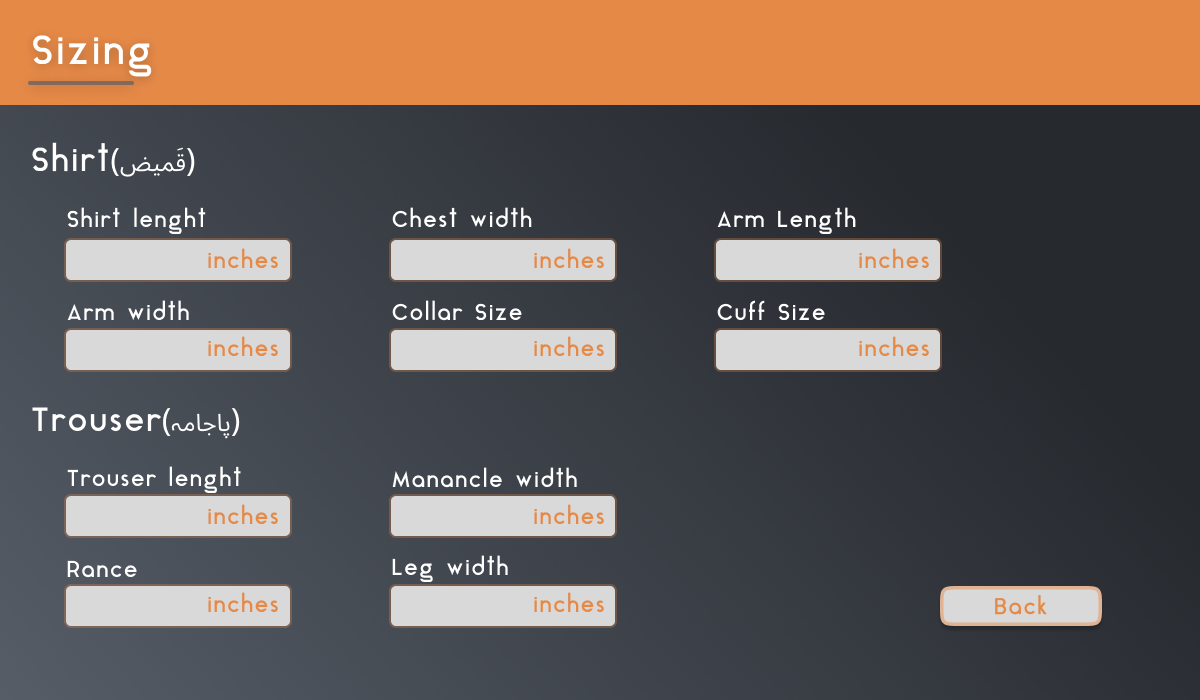 Sizing
Shirt(قَمیض)
Shirt lenght Chest width Arm Length
inches inches inches
Arm width Collar Size Cuff Size
inches inches inches
Trouser(پاجامہ)
Trouser lenght Manancle width
inches inches
Rance Leg width
inches inches
Back